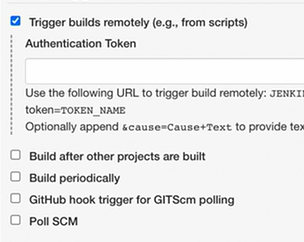 Trigger builds remotely (e.g., from scripts)
Authentication Token
Use the following URL to trigger build remotely: JENKI
token=TOKEN_NAME
Optionally append &cause=Cause+Text to provide tex
Build after other projects are built
Build periodically
GitHub hook trigger for GITScm polling
Poll SCM